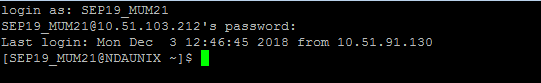 login as: SEP19_MUM21
SEP19_MUM21@10.51.103.212's password:
Last login: Mon Dec  3 12:46:45 2018 from 10.51.91.130
[SEP19_MUM21@NDAUNIX ~]$